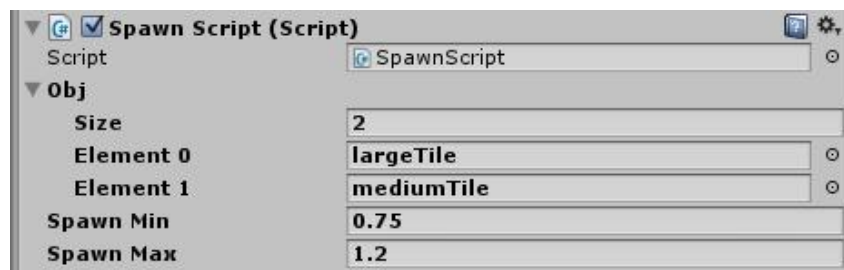 Spawn Script (Script)
Script SpawnScript
Obj
Size 2
Element 0 largeTile
Element 1 mediumTile
Spawn Min 0.75
Spawn Max 1.2